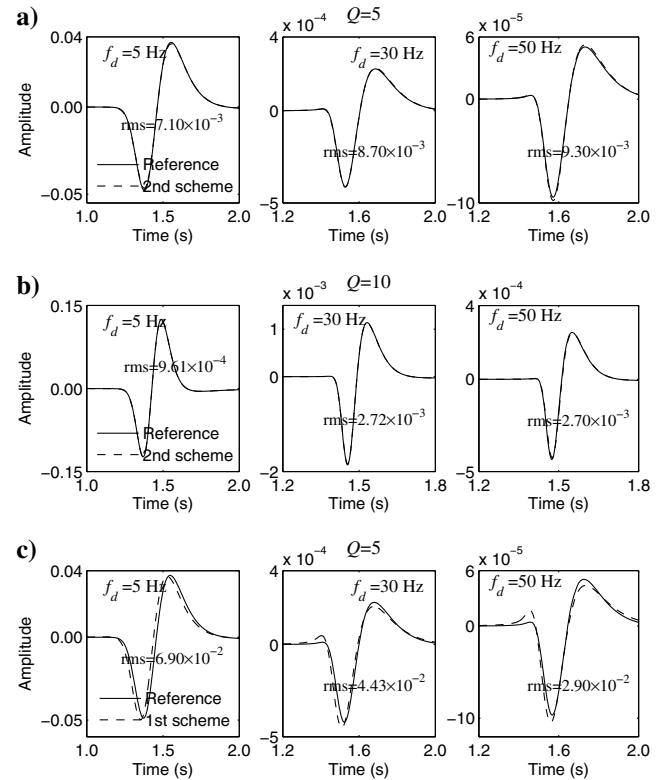 a)
Q=5
Amplitude
0.04
0.00
−0.05
f_d=5 Hz
rms=7.10×10⁻³
Reference
2nd scheme
1.0 1.5 2.0
Time (s)
x 10⁻⁴
4
0
−5
f_d=30 Hz
rms=8.70×10⁻³
1.2 1.6 2.0
Time (s)
x 10⁻⁵
6
0
−10
f_d=50 Hz
rms=9.30×10⁻³
1.2 1.6 2.0
Time (s)
b)
Q=10
Amplitude
0.15
0.00
−0.15
f_d=5 Hz
rms=9.61×10⁻⁴
Reference
2nd scheme
1.0 1.5 2.0
Time (s)
x 10⁻³
1
0
−2
f_d=30 Hz
rms=2.72×10⁻³
1.2 1.8
Time (s)
x 10⁻⁴
4
0
−5
f_d=50 Hz
rms=2.70×10⁻³
1.2 1.6 1.8
Time (s)
c)
Q=5
Amplitude
0.04
0.00
−0.05
f_d=5 Hz
rms=6.90×10⁻²
Reference
1st scheme
1.0 1.5 2.0
Time (s)
x 10⁻⁴
4
0
−5
f_d=30 Hz
rms=4.43×10⁻²
1.2 1.6 2.0
Time (s)
x 10⁻⁵
6
0
−10
f_d=50 Hz
rms=2.90×10⁻²
1.2 1.6 2.0
Time (s)